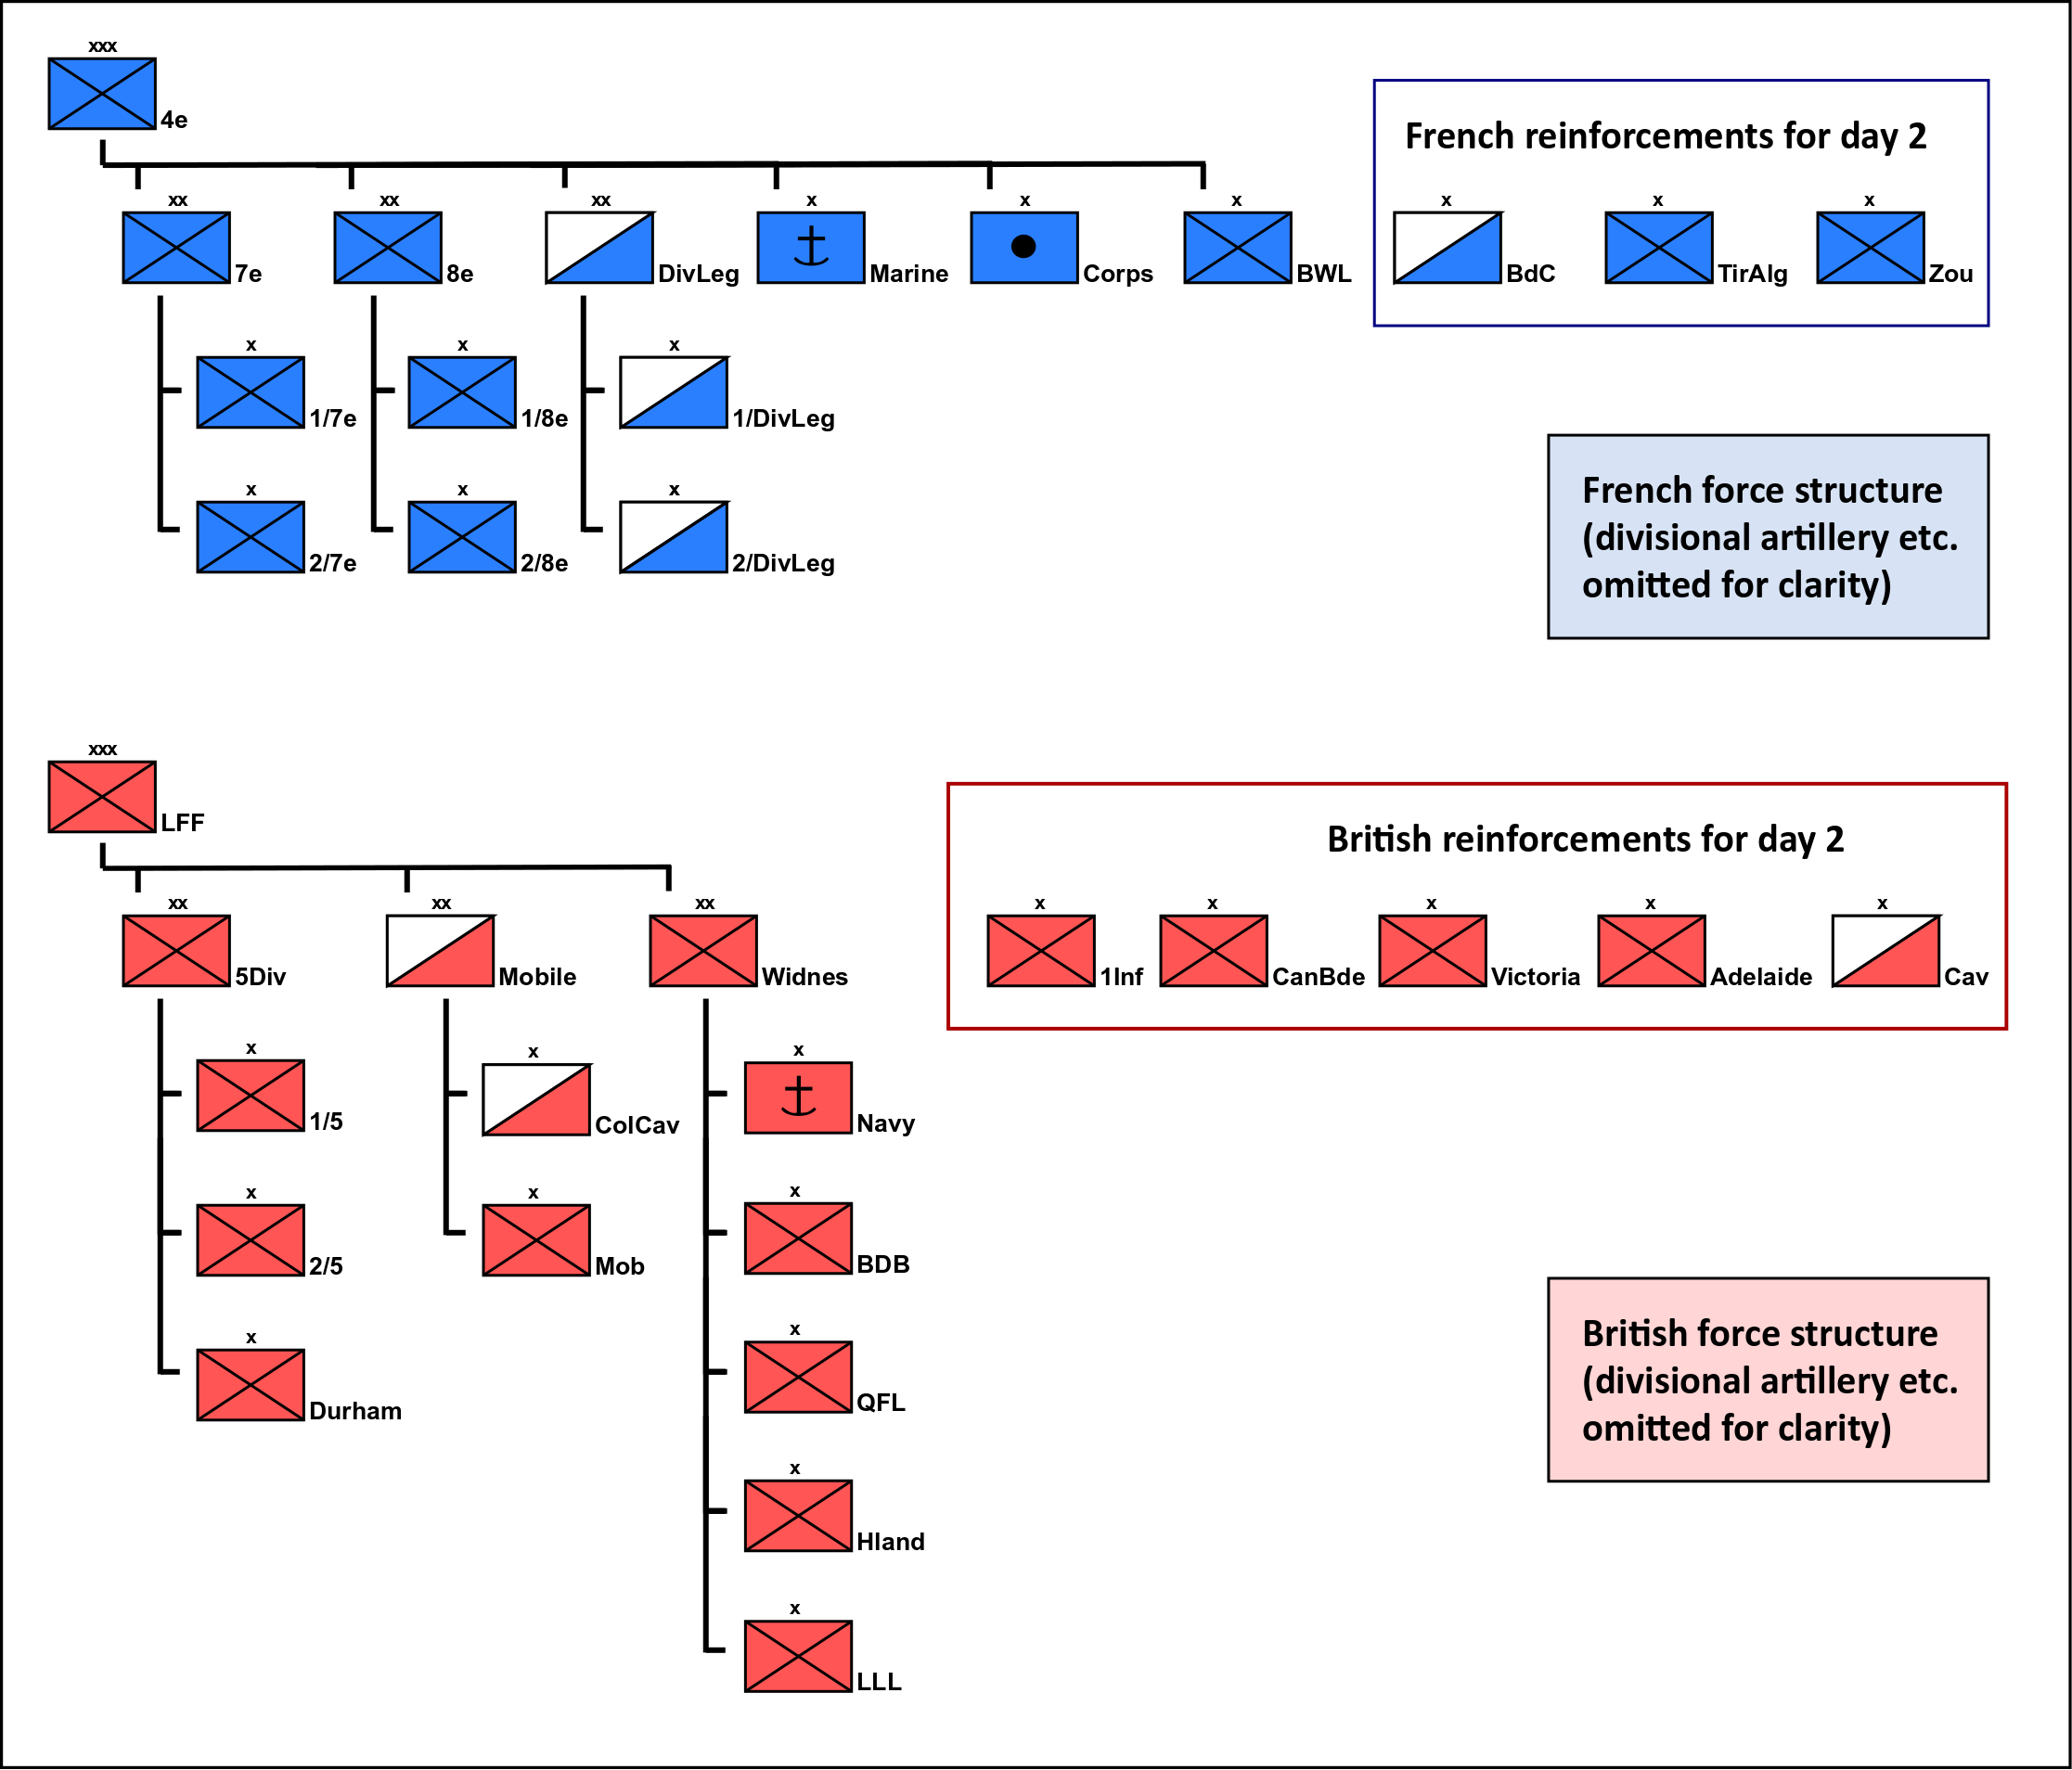 xxx
4e
French reinforcements for day 2
xx
7e
xx
8e
xx
DivLeg
x
Marine
x
Corps
x
BWL
x
BdC
x
TirAlg
x
Zou
x
1/7e
x
1/8e
x
1/DivLeg
x
2/7e
x
2/8e
x
2/DivLeg
French force structure
(divisional artillery etc.
omitted for clarity)
xxx
LFF
British reinforcements for day 2
xx
5Div
xx
Mobile
xx
Widnes
x
1Inf
x
CanBde
x
Victoria
x
Adelaide
x
Cav
x
1/5
x
ColCav
x
Navy
x
2/5
x
Mob
x
BDB
x
Durham
x
QFL
x
Hland
x
LLL
British force structure
(divisional artillery etc.
omitted for clarity)